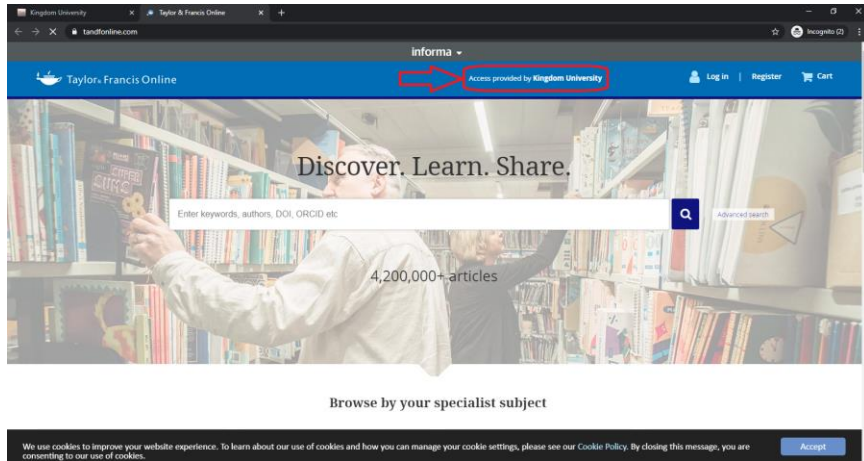 Kingdom University
Taylor & Francis Online
tandfonline.com
Incognito (2)
informa
Taylor & Francis Online
Access provided by Kingdom University
Log in | Register
Cart
Discover. Learn. Share.
Enter keywords, authors, DOI, ORCID etc
Advanced search
4,200,000+ articles
Browse by your specialist subject
We use cookies to improve your website experience. To learn about our use of cookies and how you can manage your cookie settings, please see our Cookie Policy. By closing this message, you are
consenting to our use of cookies.
Accept